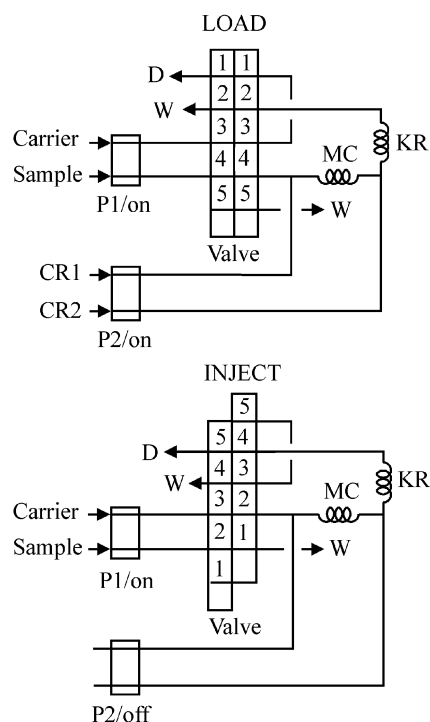 LOAD
D
1 1
W
2 2
Carrier
3 3
Sample
4 4
MC
KR
P1/on
5 5
W
Valve
CR1
CR2
P2/on
INJECT
5
D
5 4
W
4 3
Carrier
3 2
MC
KR
Sample
2 1
W
P1/on
1
Valve
P2/off